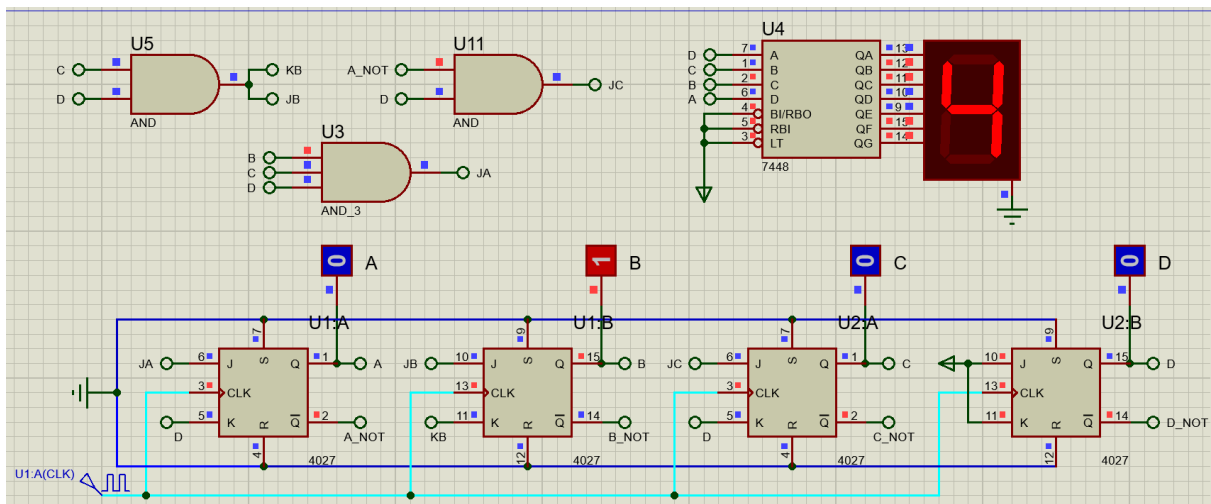 U5
C
D
KB
JB
AND
U11
A_NOT
D
JC
AND
U3
B
C
D
JA
AND_3
U4
D 7 A QA 13
C 1 B QB 12
B 2 C QC 11
A 6 D QD 10
4 BI/RBO QE 9
5 RBI QF 15
3 LT QG 14
7448
4
0 A
1 B
0 C
0 D
U1:A
U1:B
U2:A
U2:B
7
9
7
9
JA 6 J S Q 1 A
JB 10 J S Q 15 B
JC 6 J S Q 1 C
10 J S Q 15 D
3 CLK
13 CLK
3 CLK
13 CLK
D 5 K R Q 2 A_NOT
KB 11 K R Q 14 B_NOT
D 5 K R Q 2 C_NOT
11 K R Q 14 D_NOT
4
12
4
12
4027
4027
4027
4027
U1:A(CLK)